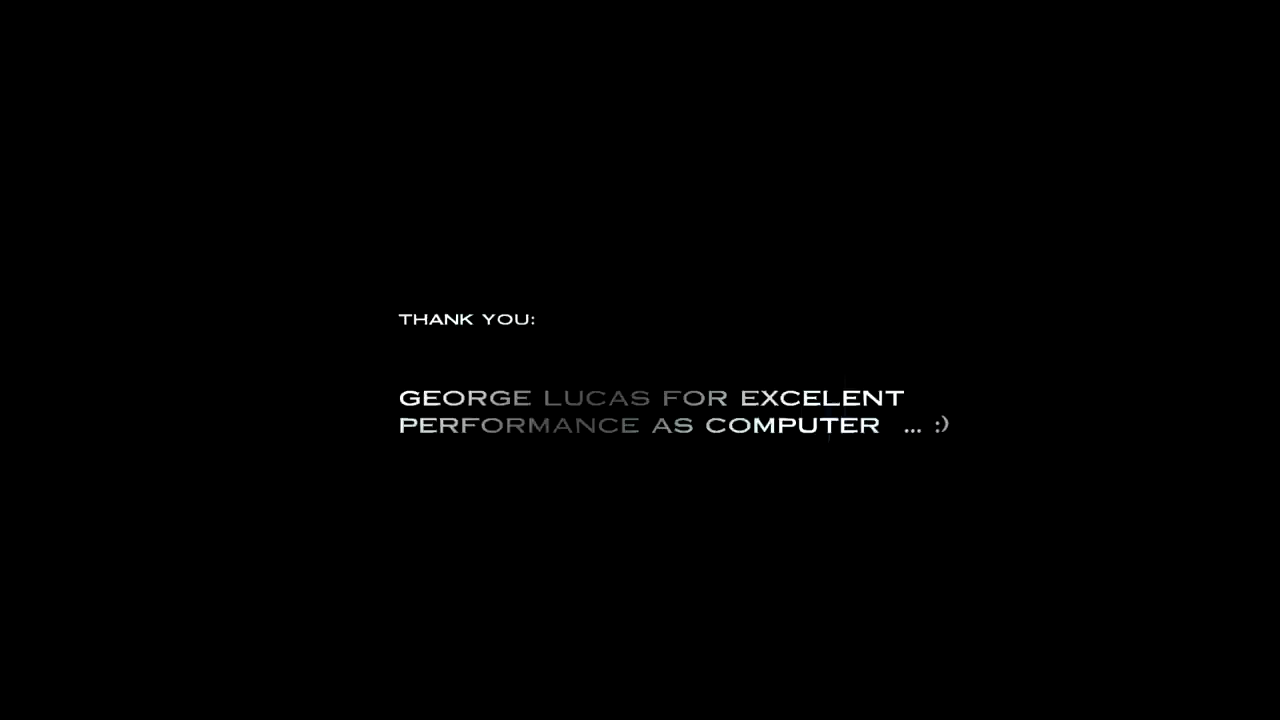 THANK YOU:
GEORGE LUCAS FOR EXCELENT
PERFORMANCE AS COMPUTER ... :)